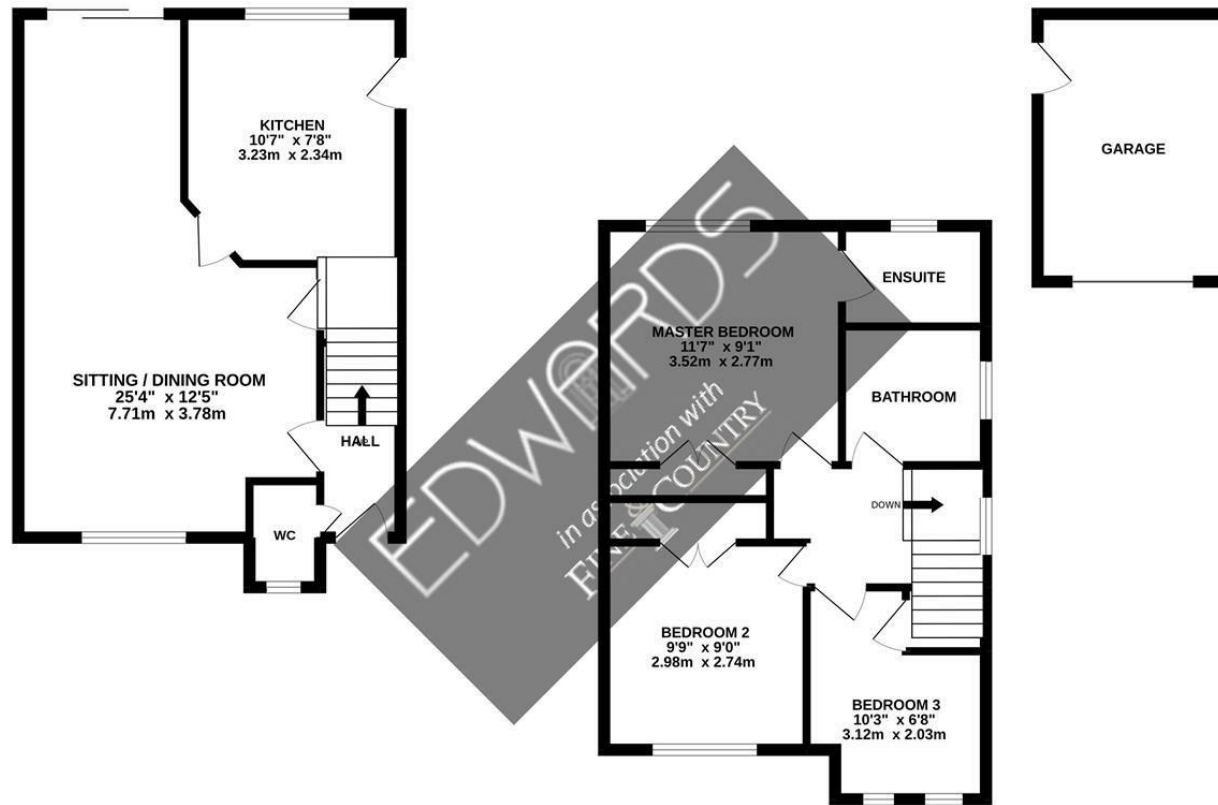 KITCHEN
10'7" x 7'8"
3.23m x 2.34m
SITTING / DINING ROOM
25'4" x 12'5"
7.71m x 3.78m
HALL
WC
GARAGE
ENSUITE
MASTER BEDROOM
11'7" x 9'1"
3.52m x 2.77m
BATHROOM
DOWN
BEDROOM 2
9'9" x 9'0"
2.98m x 2.74m
BEDROOM 3
10'3" x 6'8"
3.12m x 2.03m
EDWARDS
in association with
FINE & COUNTRY